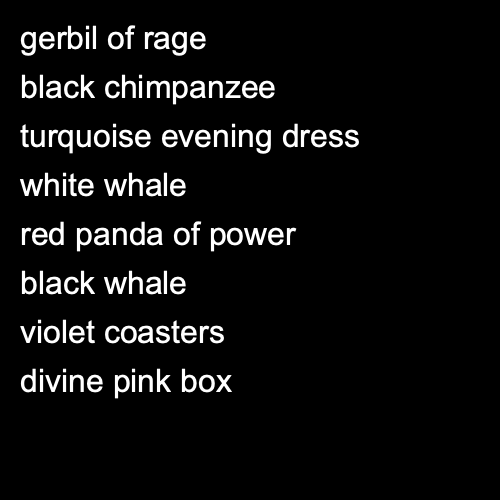 gerbil of rage
black chimpanzee
turquoise evening dress
white whale
red panda of power
black whale
violet coasters
divine pink box